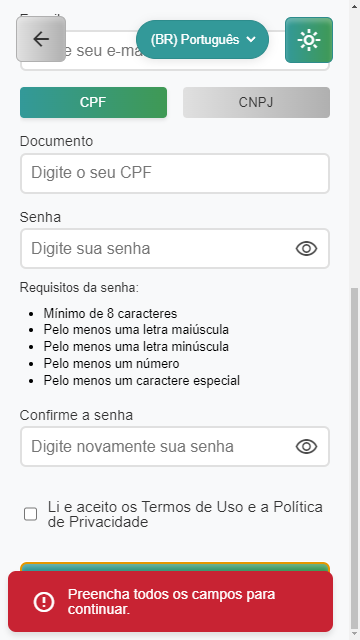 (BR) Português
seu e-ma
CPF
CNPJ
Documento
Digite o seu CPF
Senha
Digite sua senha
Requisitos da senha:
Mínimo de 8 caracteres
Pelo menos uma letra maiúscula
Pelo menos uma letra minúscula
Pelo menos um número
Pelo menos um caractere especial
Confirme a senha
Digite novamente sua senha
Li e aceito os Termos de Uso e a Política
de Privacidade
Preencha todos os campos para
continuar.